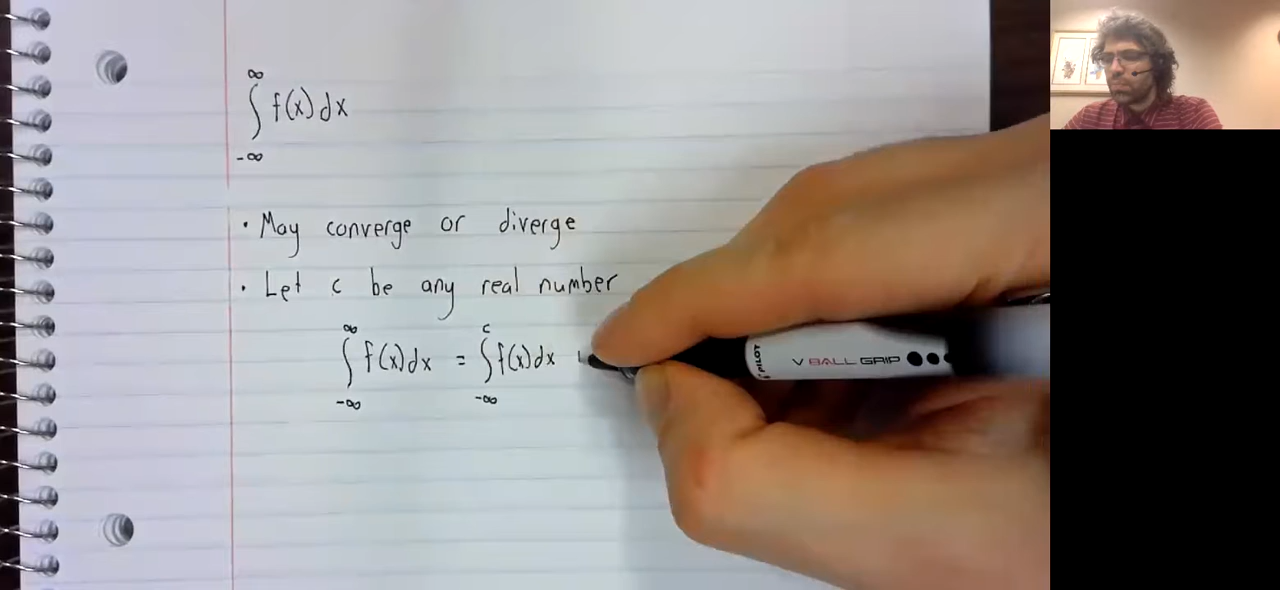 ∞
∫ f(x) dx
-∞
· May converge or diverge
· Let c be any real number
∞ c
∫ f(x) dx = ∫ f(x) dx
-∞ -∞
PILOT
V BALL GRIP